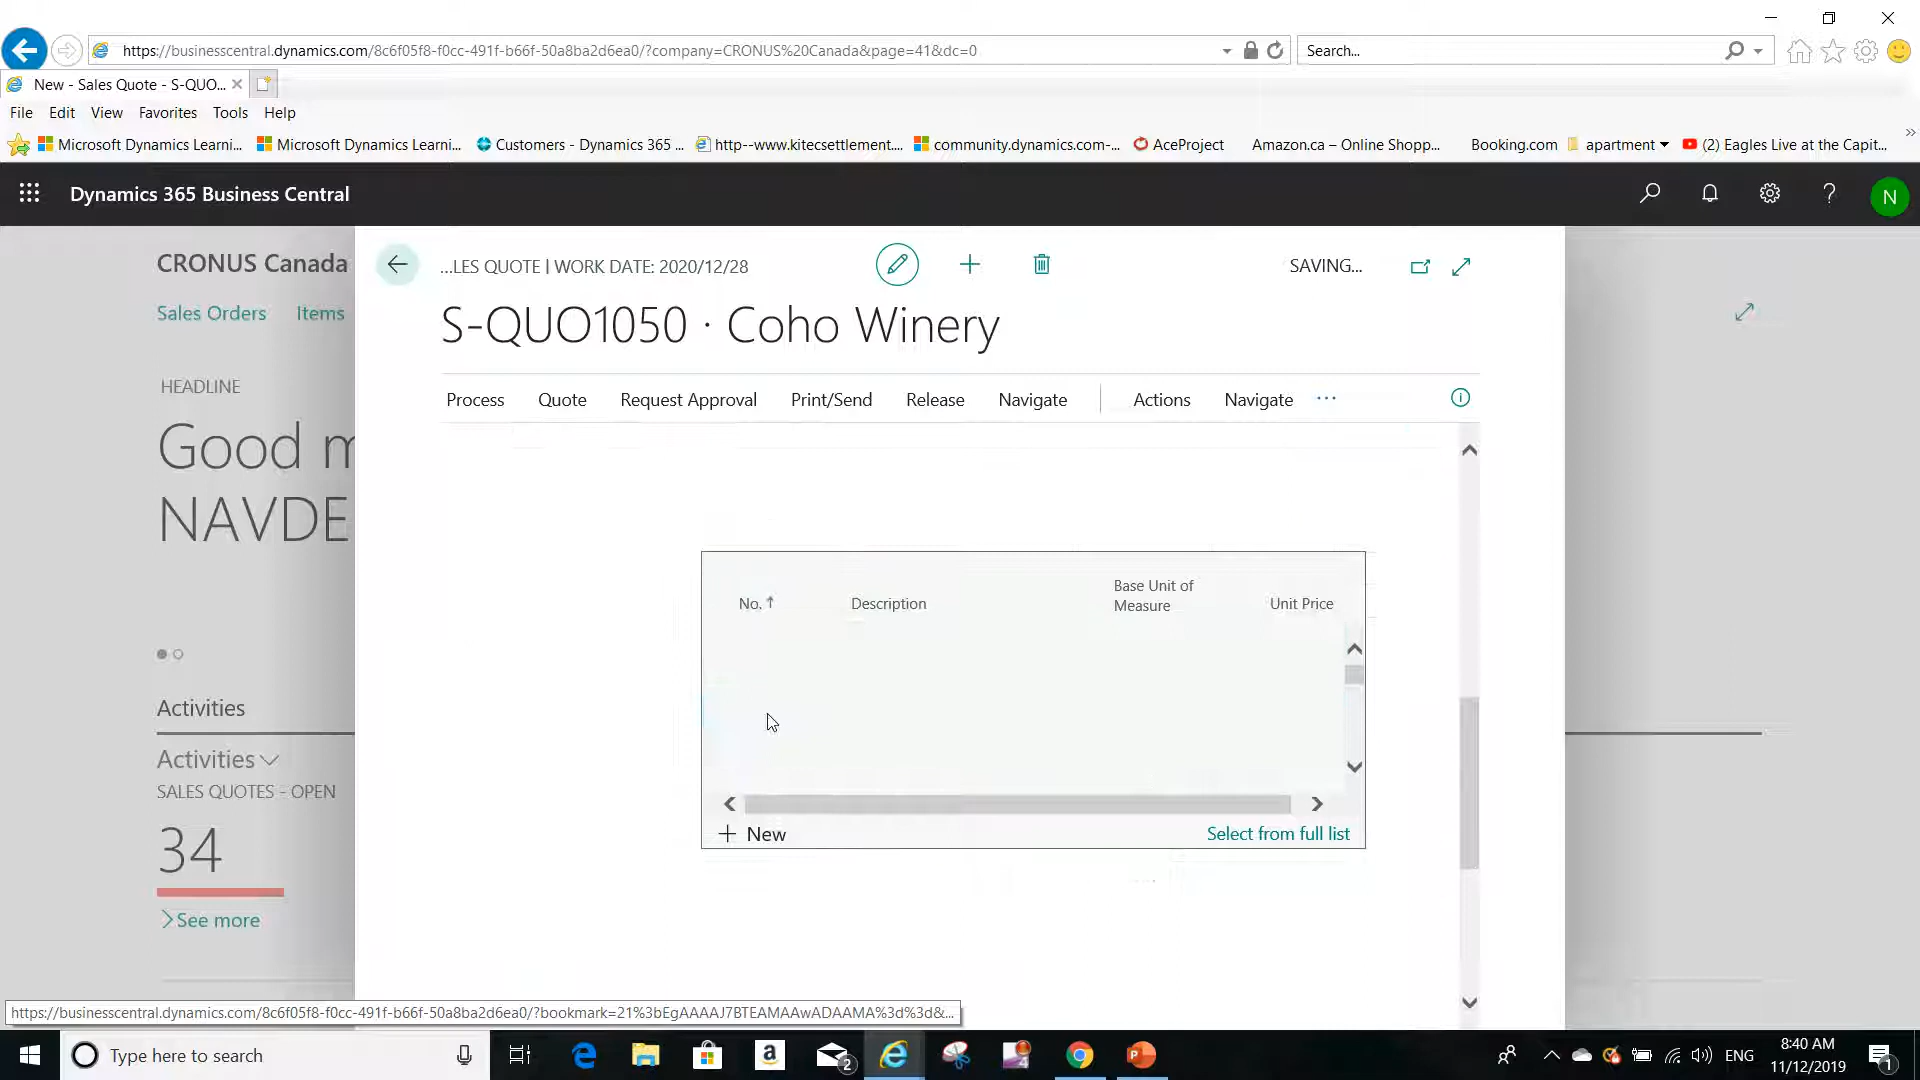 https://businesscentral.dynamics.com/8c6f05f8-f0cc-491f-b66f-50a8ba2d6ea0/?company=CRONUS%20Canada&page=41&dc=0
Search...
New - Sales Quote - S-QUO...
File Edit View Favorites Tools Help
Microsoft Dynamics Learni... Microsoft Dynamics Learni... Customers - Dynamics 365 ... http--www.kitecsettlement.... community.dynamics.com-... AceProject Amazon.ca – Online Shopp... Booking.com apartment (2) Eagles Live at the Capit...
Dynamics 365 Business Central
N
CRONUS Canada
...LES QUOTE | WORK DATE: 2020/12/28
SAVING...
Sales Orders Items
S-QUO1050 · Coho Winery
HEADLINE
Process Quote Request Approval Print/Send Release Navigate Actions Navigate ...
Good m
NAVDE
No. ↑ Description Base Unit of Measure Unit Price
Activities
Activities
SALES QUOTES - OPEN
34
>See more
+ New
Select from full list
https://businesscentral.dynamics.com/8c6f05f8-f0cc-491f-b66f-50a8ba2d6ea0/?bookmark=21%3bEgAAAAJ7BTEAMAAwADAAMA%3d%3d&...
Type here to search
2
ENG
8:40 AM
11/12/2019
1